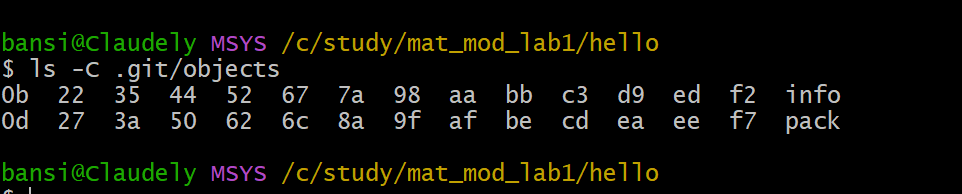 bansi@Claudely MSYS /c/study/mat_mod_lab1/hello
$ ls -C .git/objects
0b  22  35  44  52  67  7a  98  aa  bb  c3  d9  ed  f2  info
0d  27  3a  50  62  6c  8a  9f  af  be  cd  ea  ee  f7  pack
bansi@Claudely MSYS /c/study/mat_mod_lab1/hello